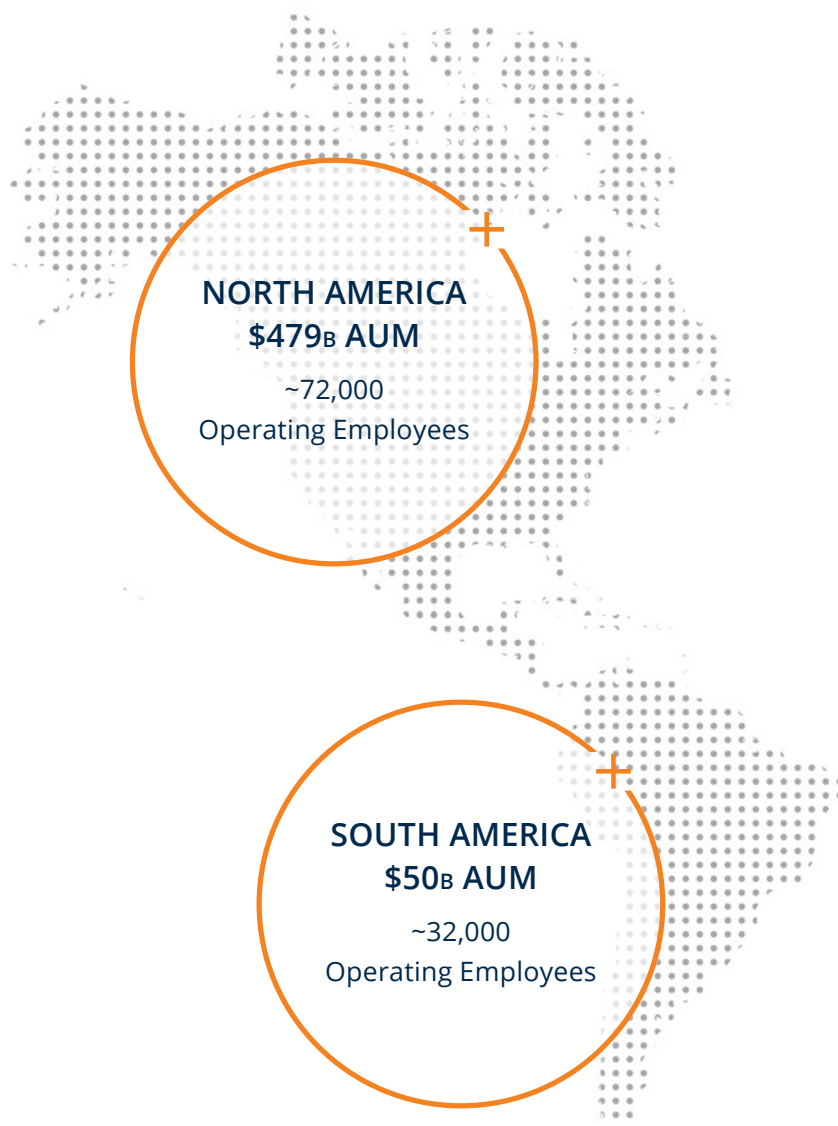 NORTH AMERICA
$479B AUM
~72,000
Operating Employees
SOUTH AMERICA
$50B AUM
~32,000
Operating Employees